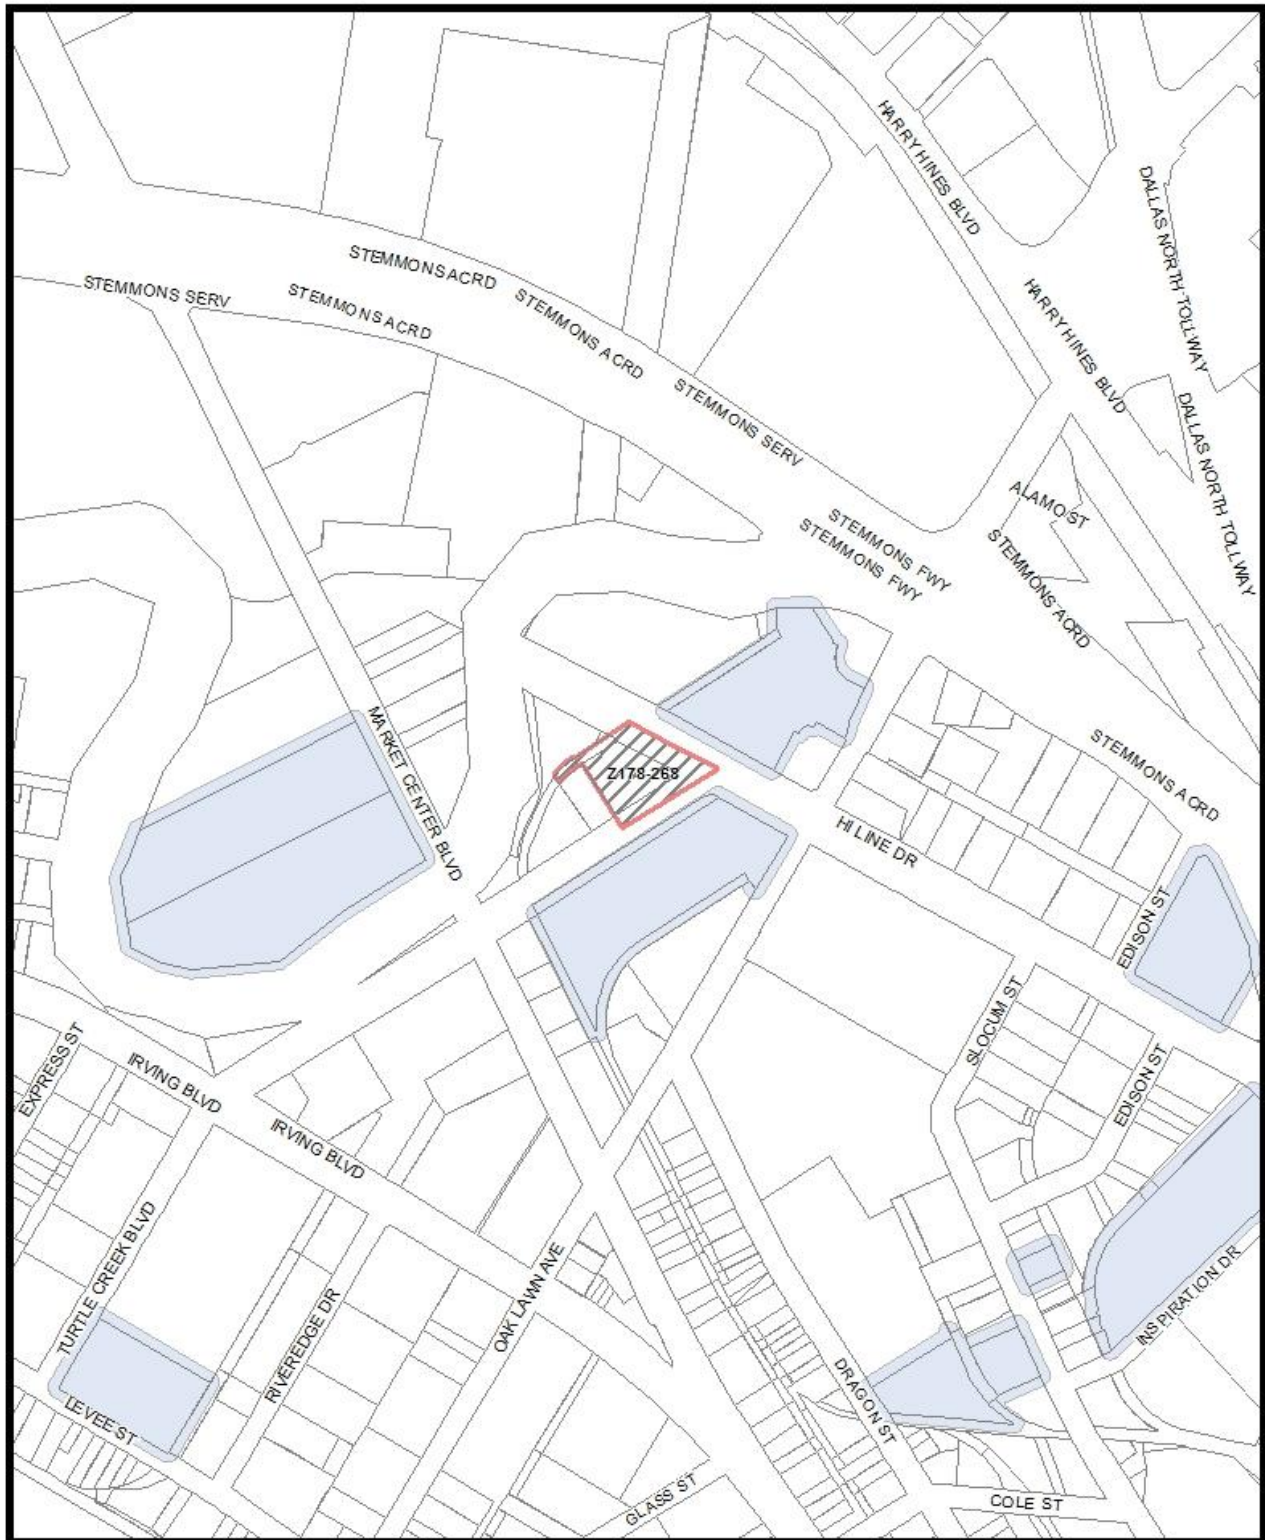 HARRY HINES BLVD
DALLAS NORTH TOLLWAY
STEMMONS ACRD
STEMMONS SERV
STEMMONS ACRD
STEMMONS ACRD
HARRY HINES BLVD
STEMMONS SERV
DALLAS NORTH TOLLWAY
ALAMO ST
STEMMONS FWY
STEMMONS FWY
STEMMONS ACRD
MARKET CENTER BLVD
Z178-268
STEMMONS ACRD
HI LINE DR
EDISON ST
SLOCUM ST
EXPRESS ST
IRVING BLVD
EDISON ST
IRVING BLVD
TURTLE CREEK BLVD
OAK LAWN AVE
INSPIRATION DR
RIVEREDGE DR
DRAGON ST
LEVEE ST
GLASS ST
COLE ST